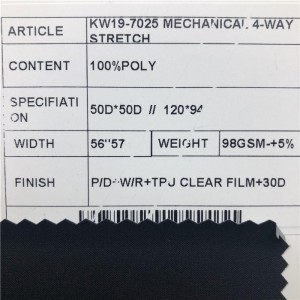 ARTICLE KW19-7025 MECHANICAL 4-WAY
STRETCH
CONTENT 100%POLY
SPECIFIATI
ON 50D*50D // 120*94
WIDTH 56"57 WEIGHT 98GSM-+5%
FINISH P/D+W/R+TPJ CLEAR FILM+30D